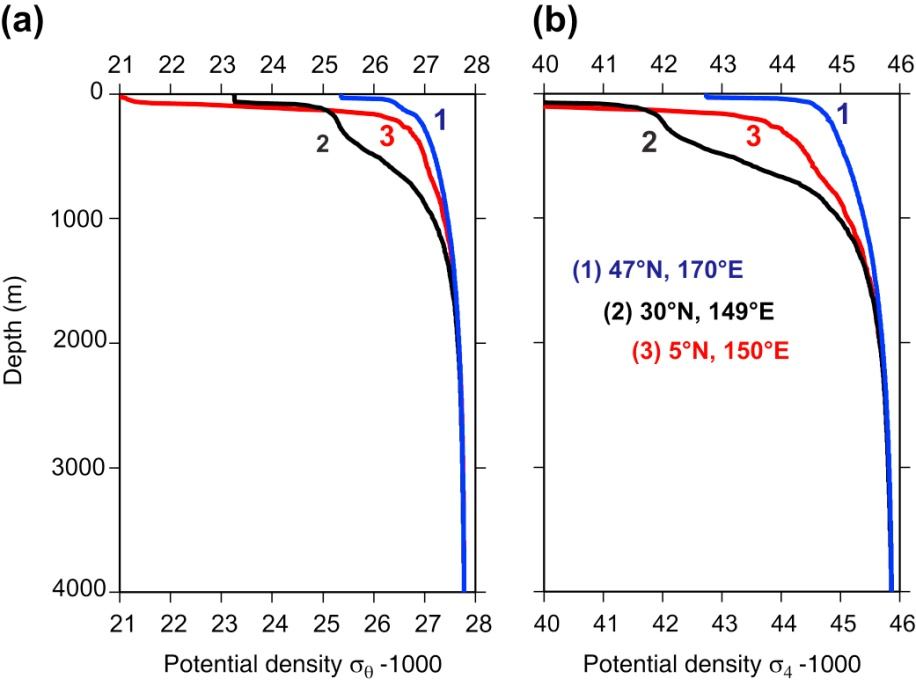 (a)
(b)
21 22 23 24 25 26 27 28
40 41 42 43 44 45 46
0
1000
2000
3000
4000
Depth (m)
1
2
3
1
2
3
(1) 47°N, 170°E
(2) 30°N, 149°E
(3) 5°N, 150°E
21 22 23 24 25 26 27 28
40 41 42 43 44 45 46
Potential density σθ -1000
Potential density σ4 -1000